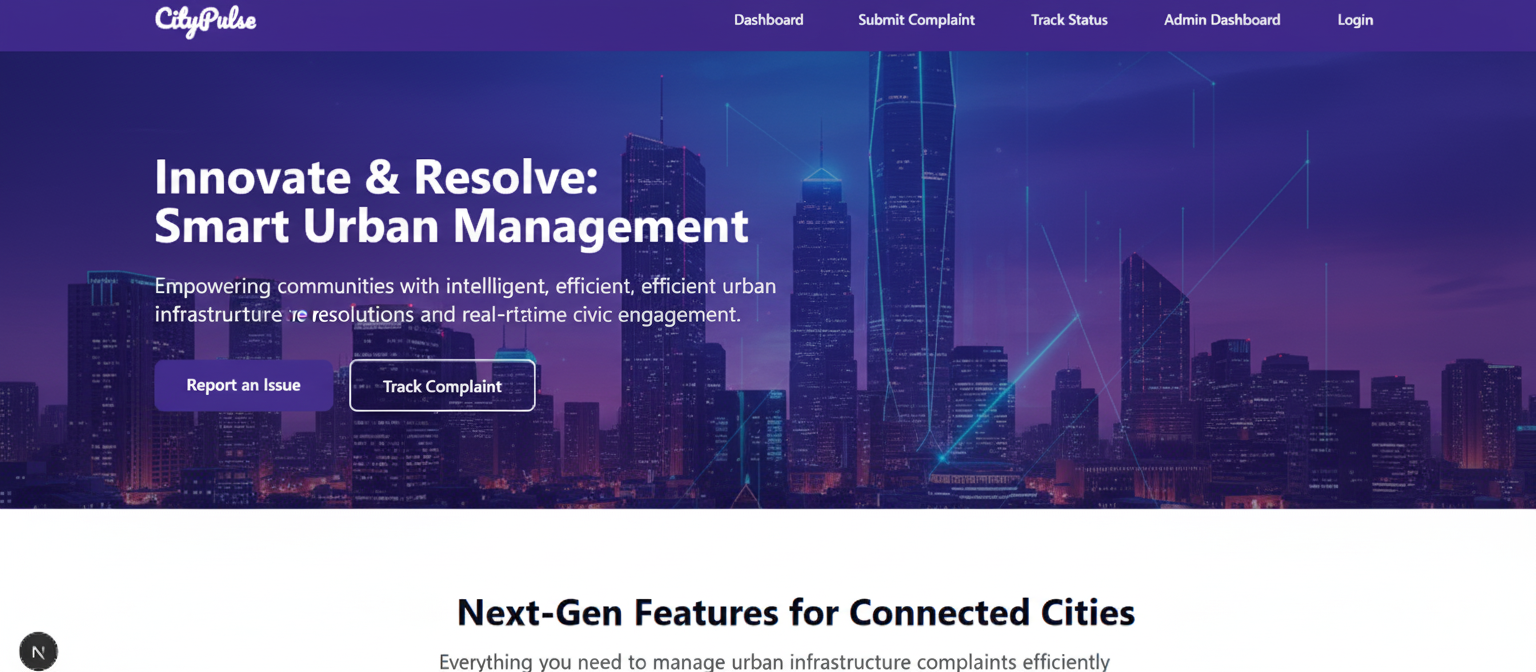 CityPulse
Dashboard Submit Complaint Track Status Admin Dashboard Login
Innovate & Resolve:
Smart Urban Management
Empowering communities with intellligent, efficient, efficient urban
infrastrurture re resolutions and real-rtztime civic engagement.
Report an Issue Track Complaint
Next-Gen Features for Connected Cities
N
Everything you need to manage urban infrastructure complaints efficiently